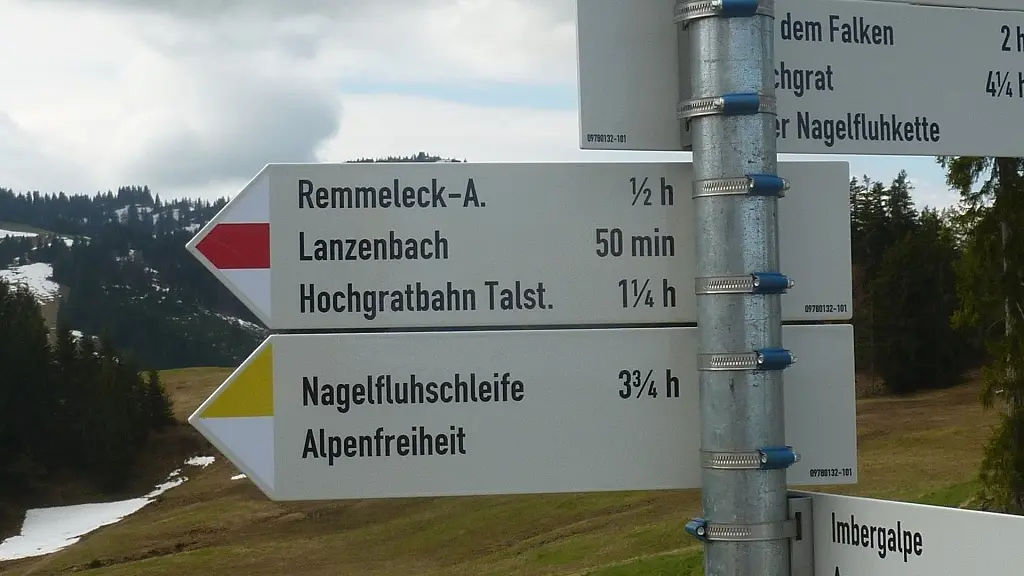 dem Falken 2 h
chgrat 4¼ h
er Nagelfluhkette
09780132-101
Remmeleck-A. ½ h
Lanzenbach 50 min
Hochgratbahn Talst. 1¼ h
09780132-101
Nagelfluhschleife 3¾ h
Alpenfreiheit
09780132-101
Imbergalpe